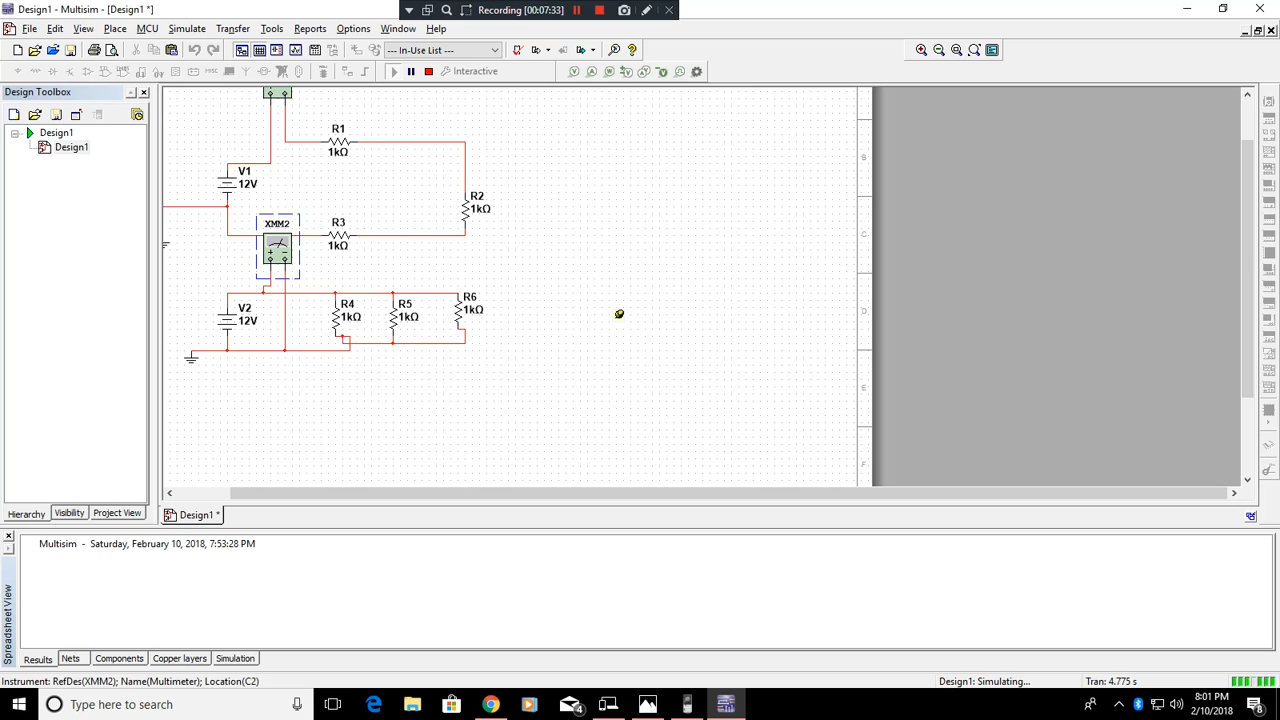 Design1 - Multisim - [Design1 *]
Recording [00:07:33]
File Edit View Place MCU Simulate Transfer Tools Reports Options Window Help
--- In-Use List ---
Interactive
Design Toolbox
Design1
Design1
R1
1kΩ
V1
12V
R2
1kΩ
XMM2
R3
1kΩ
V2
12V
R4
1kΩ
R5
1kΩ
R6
1kΩ
B
C
D
E
F
Hierarchy Visibility Project View
Design1 *
Multisim - Saturday, February 10, 2018, 7:53:28 PM
Spreadsheet View
Results Nets Components Copper layers Simulation
Instrument: RefDes(XMM2); Name(Multimeter); Location(C2)
Design1: Simulating...
Tran: 4.775 s
Type here to search
4
8:01 PM
2/10/2018
8